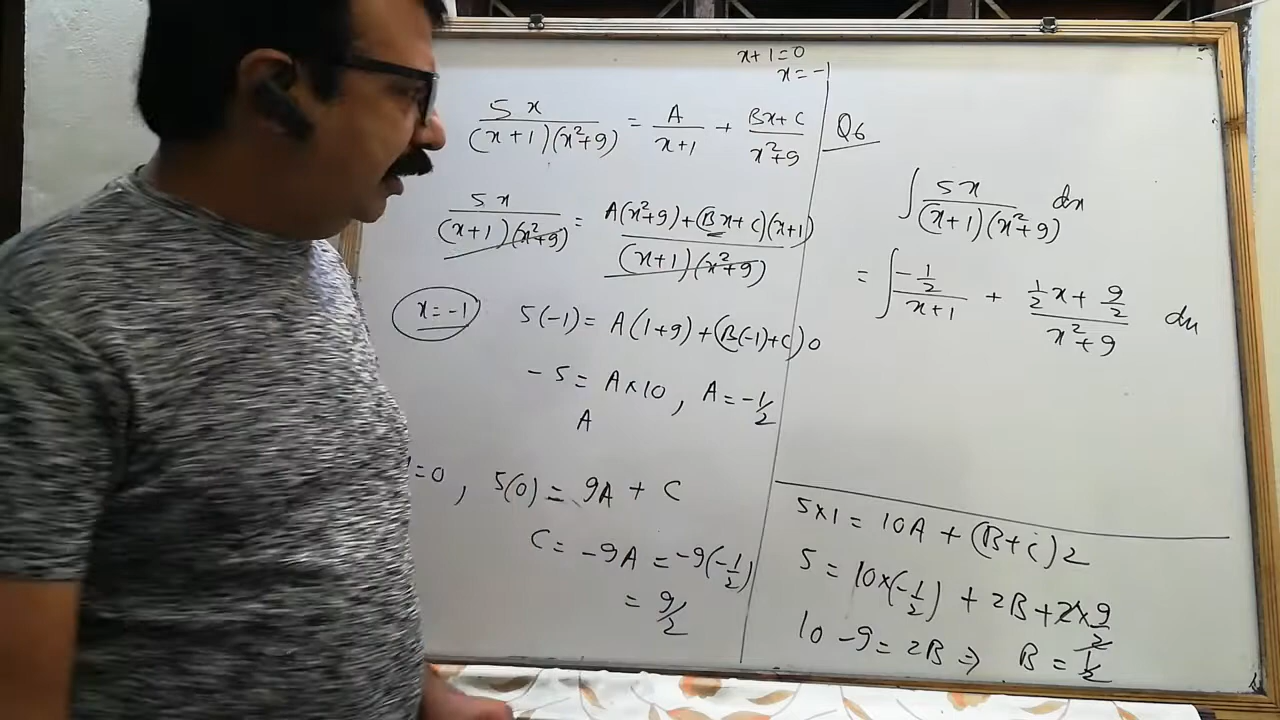 x+1=0
x=-1
5x/((x+1)(x²+9)) = A/(x+1) + (Bx+C)/(x²+9)
5x/((x+1)(x²+9)) = (A(x²+9)+(Bx+C)(x+1))/((x+1)(x²+9))
x=-1 5(-1) = A(1+9)+(B(-1)+C)0
-5 = A×10, A=-1/2
A
=0, 5(0) = 9A + C
C = -9A = -9(-1/2)
= 9/2
Q6
∫ 5x/((x+1)(x²+9)) dx
= ∫ (-1/2)/(x+1) + (1/2x + 9/2)/(x²+9) dx
5×1 = 10A + (B+C)2
5 = 10×(-1/2) + 2B + 2×9/2
10 -9 = 2B ⇒ B = 1/2